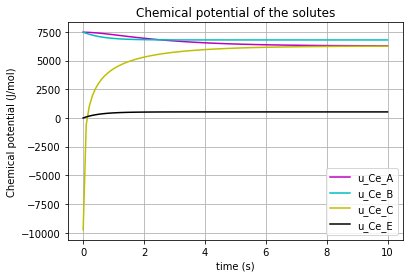 Chemical potential of the solutes
Chemical potential (J/mol)
7500
5000
2500
0
−2500
−5000
−7500
−10000
0 2 4 6 8 10
time (s)
u_Ce_A
u_Ce_B
u_Ce_C
u_Ce_E